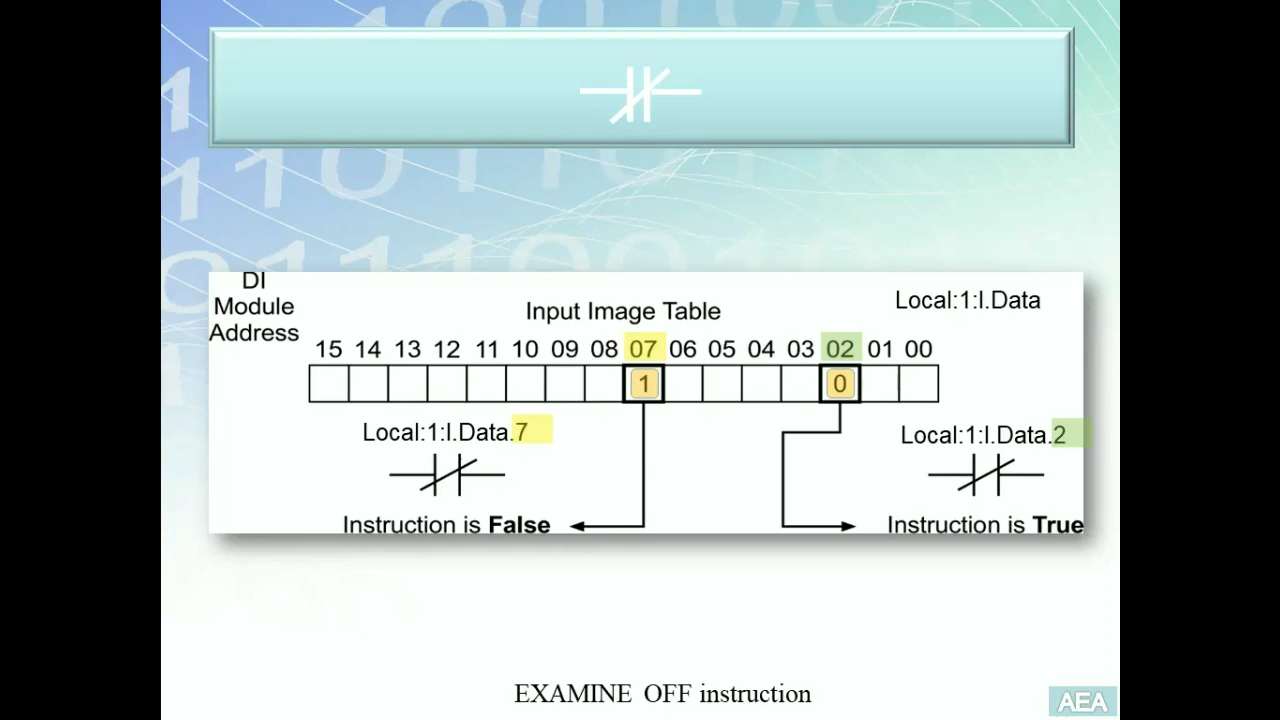 DI
Module
Address
Input Image Table
Local:1:I.Data
15 14 13 12 11 10 09 08 07 06 05 04 03 02 01 00
1 0
Local:1:I.Data.7
Local:1:I.Data.2
Instruction is False
Instruction is True
EXAMINE OFF instruction
AEA